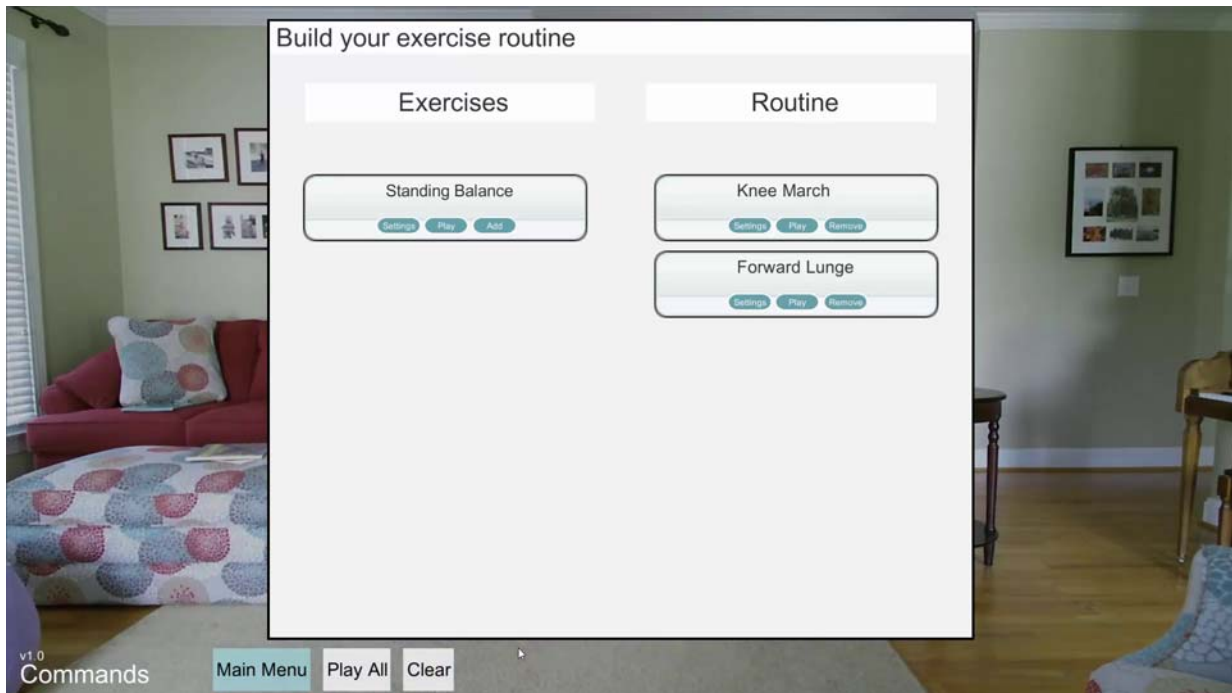 Build your exercise routine
Exercises
Standing Balance
Settings Play Add
Routine
Knee March
Settings Play Remove
Forward Lunge
Settings Play Remove
v1.0
Commands
Main Menu Play All Clear